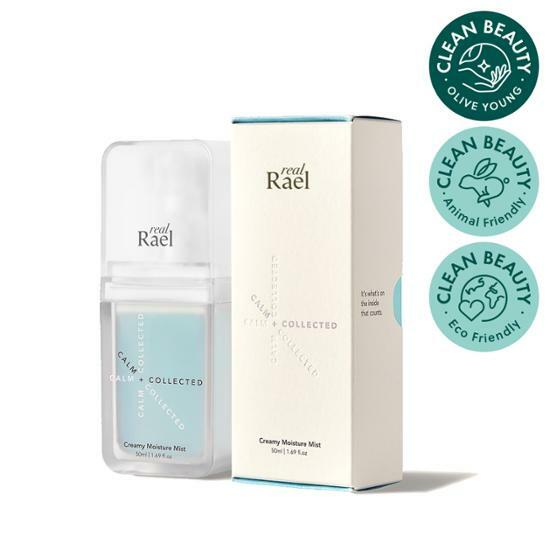 real
Rael
CALM + COLLECTED
CALM + COLLECTED
CALM COLLECTED
CALM COLLECTED
Creamy Moisture Mist
50ml | 1.69 fl.oz
real
Rael
COLLECTED
CALM
CALM + COLLECTED
CALM
COLLECTED
It's what's on
the inside
that counts.
Creamy Moisture Mist
50ml | 1.69 fl.oz
CLEAN BEAUTY
OLIVE YOUNG
CLEAN BEAUTY
Animal Friendly
CLEAN BEAUTY
Eco Friendly